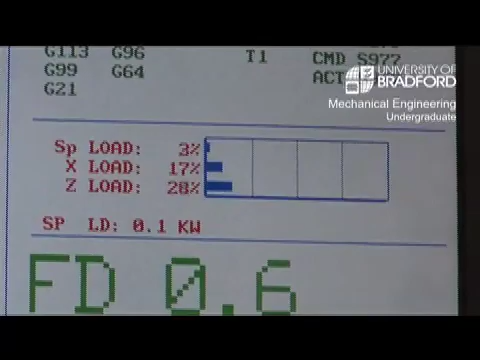 G113 G96
G99 G64
G21
T1
CMD S977
ACT
UNIVERSITY OF
BRADFORD
Mechanical Engineering
Undergraduate
Sp LOAD: 3%
X LOAD: 17%
Z LOAD: 28%
SP LD: 0.1 KW
FD 0.6